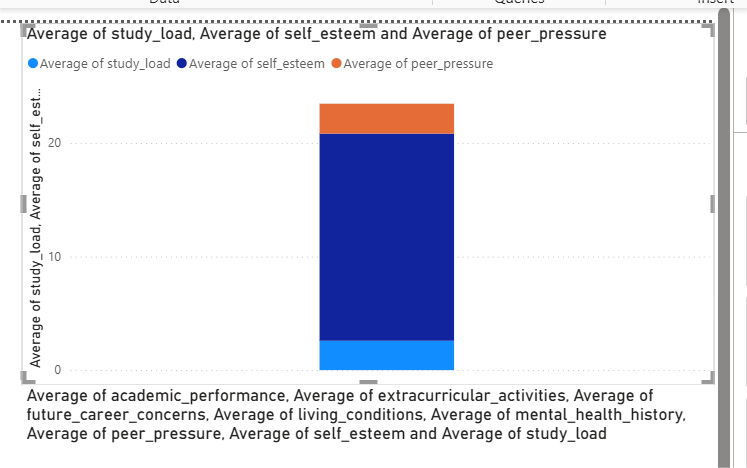 Data Queries Insert
Average of study_load, Average of self_esteem and Average of peer_pressure
Average of study_load Average of self_esteem Average of peer_pressure
Average of study_load, Average of self_est...
20
10
0
Average of academic_performance, Average of extracurricular_activities, Average of
future_career_concerns, Average of living_conditions, Average of mental_health_history,
Average of peer_pressure, Average of self_esteem and Average of study_load